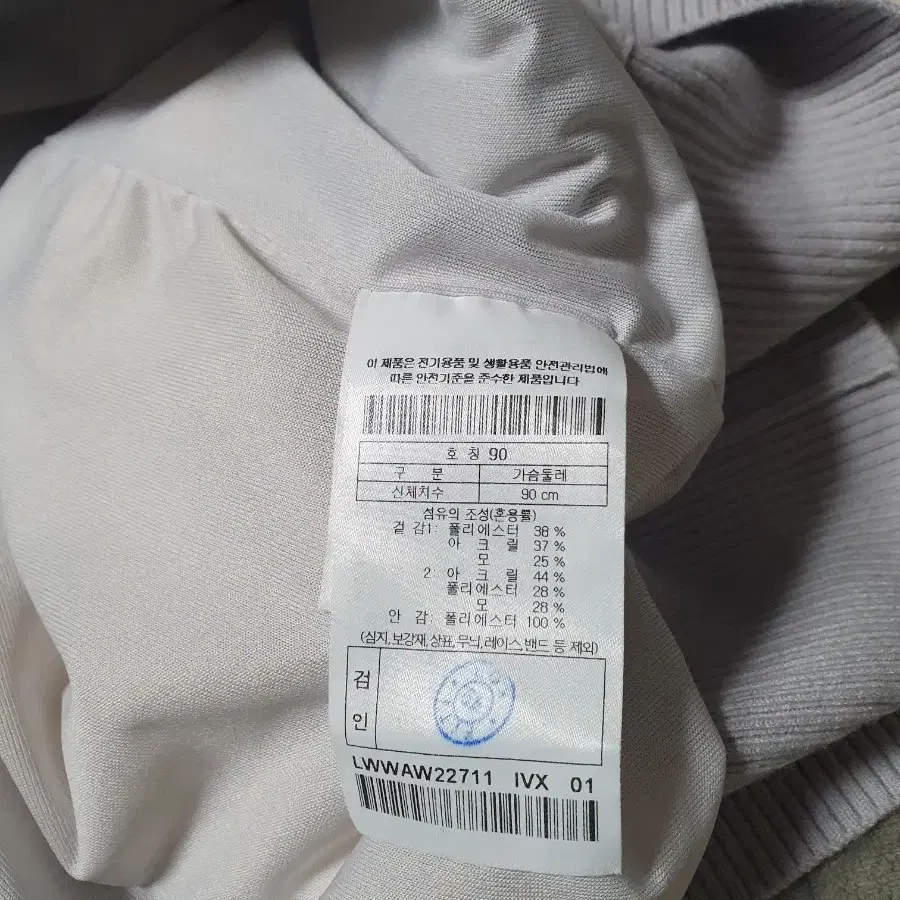 이 제품은 전기용품 및 생활용품 안전관리법에
따른 안전기준을 준수한 제품입니다
호 칭 90
구 분 가슴둘레
신체치수 90 cm
섬유의 조성(혼용률)
겉 감1: 폴리에스터 38 %
아 크 릴 37 %
모 25 %
2 아 크 릴 44 %
폴리에스터 28 %
모 28 %
안 감: 폴리에스터 100 %
(심지,보강재,상표,무늬,레이스,밴드 등 제외)
검
인
LWWAW22711 IVX 01